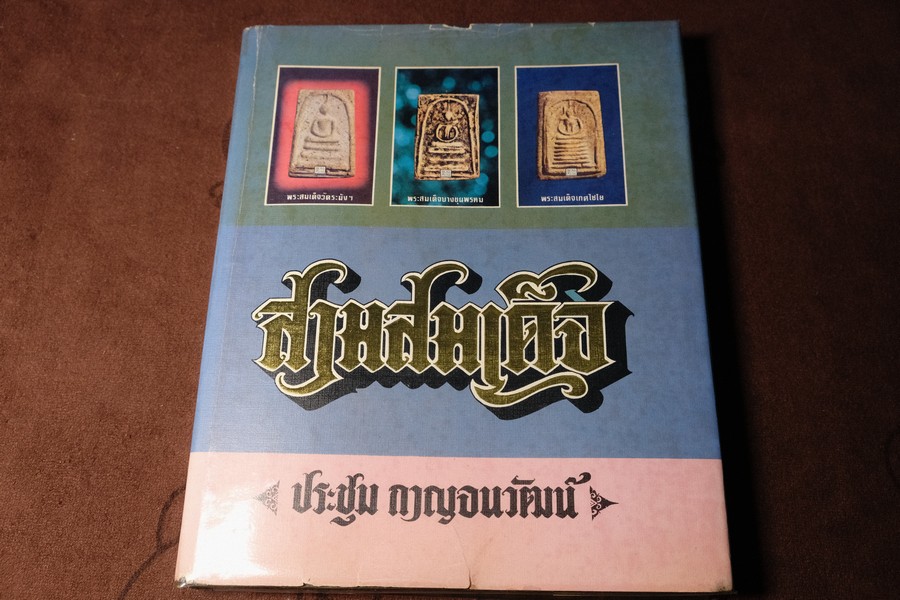 พระสมเด็จวัดระฆังฯ
พระสมเด็จบางขุนพรหม
พระสมเด็จเกศไชโย
สามสมเด็จ
ประชุม กาญจนวัฒน์